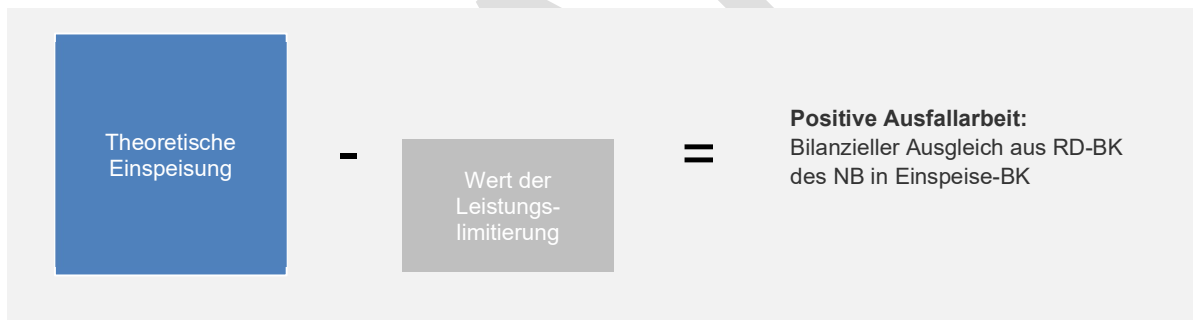 Theoretische
Einspeisung
-
Wert der
Leistungs-
limitierung
=
Positive Ausfallarbeit:
Bilanzieller Ausgleich aus RD-BK
des NB in Einspeise-BK